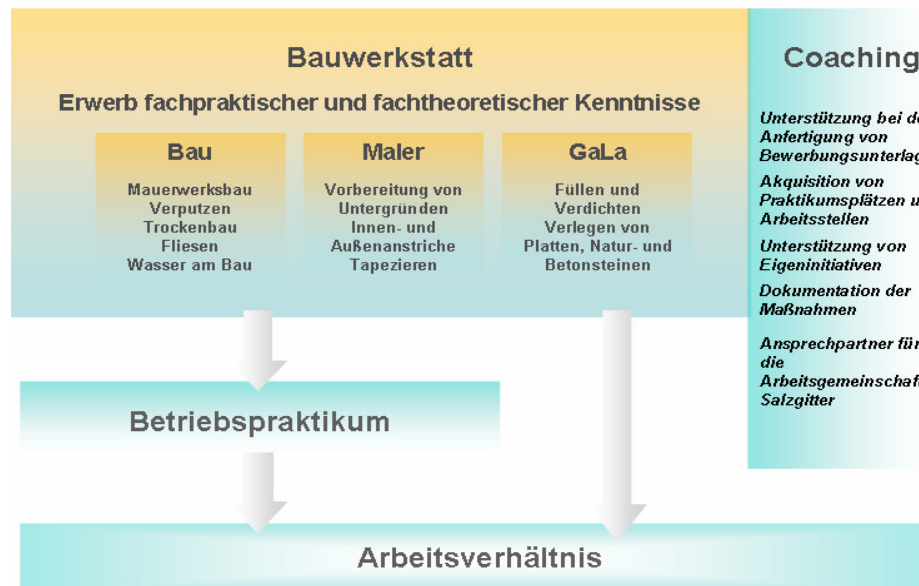 Bauwerkstatt
Erwerb fachpraktischer und fachtheoretischer Kenntnisse
Bau
Mauerwerksbau
Verputzen
Trockenbau
Fliesen
Wasser am Bau
Maler
Vorbereitung von
Untergründen
Innen- und
Außenanstriche
Tapezieren
GaLa
Füllen und
Verdichten
Verlegen von
Platten, Natur- und
Betonsteinen
Coaching
Unterstützung bei
Anfertigung von
Akquisition von
Praktikumsplätzen
Arbeitsstellen
Unterstützung von
Eigeninitiativen
Dokumentation der
Maßnahmen
Ansprechpartner für
die
Salzgitter
Betriebspraktikum
Arbeitsverhältnis